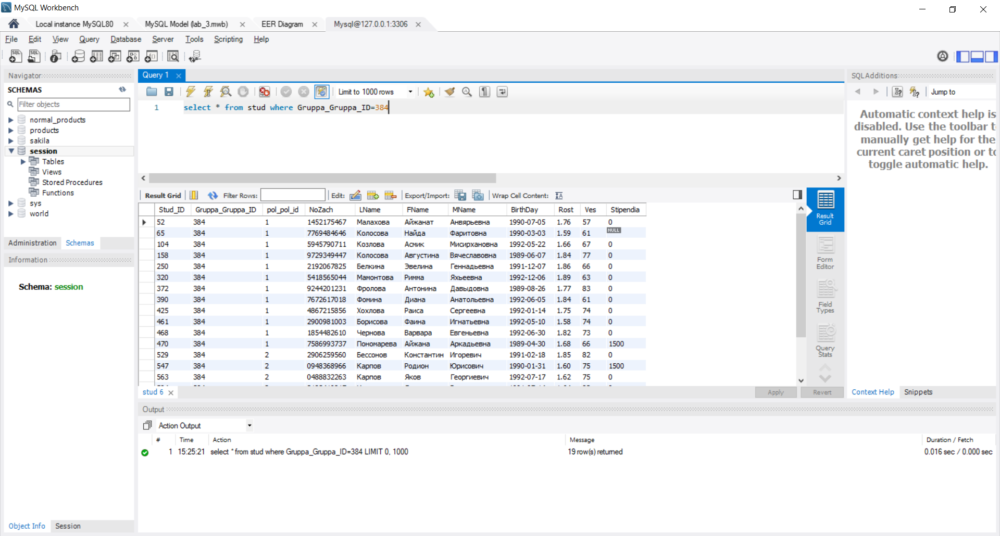 MySQL Workbench
Local instance MySQL80 MySQL Model (lab_3.mwb) EER Diagram Mysql@127.0.0.1:3306
File Edit View Query Database Server Tools Scripting Help
Navigator
SCHEMAS
Filter objects
normal_products
products
sakila
session
Tables
Views
Stored Procedures
Functions
sys
world
Administration Schemas
Information
Schema: session
Object Info Session
Query 1
Limit to 1000 rows
1 select * from stud where Gruppa_Gruppa_ID=384
Result Grid Filter Rows: Edit: Export/Import: Wrap Cell Content:
Stud_ID Gruppa_Gruppa_ID pol_pol_id NoZach LName FName MName BirthDay Rost Ves Stipendia
52 384 1 1452175467 Малахова Айжанат Анвярьевна 1990-07-05 1.76 57 0
65 384 1 7769484646 Колосова Найда Фаритовна 1990-03-03 1.59 61 NULL
104 384 1 5945790711 Козлова Асмик Мисирхановна 1992-05-22 1.66 67 0
158 384 1 9729349447 Колосова Августина Вячеславовна 1989-06-07 1.84 77 0
250 384 1 2192067825 Белкина Эвелина Геннадьевна 1991-12-07 1.86 66 0
320 384 1 5418565044 Мамонтова Римма Яхьеевна 1992-12-06 1.89 63 0
372 384 1 9244201231 Фролова Антонина Давыдовна 1989-08-26 1.77 83 0
390 384 1 7672617018 Фомина Диана Анатольевна 1992-06-05 1.84 61 0
425 384 1 4867215856 Хохлова Раиса Сергеевна 1992-01-14 1.75 74 0
461 384 1 2900981003 Борисова Фаина Игнатьевна 1992-05-10 1.58 74 0
468 384 1 1854482610 Чернова Варвара Евгеньевна 1992-06-30 1.82 73 0
470 384 1 7586993737 Пономарева Айжана Аркадьевна 1989-04-30 1.68 66 1500
529 384 2 2906259560 Бессонов Константин Игоревич 1991-02-18 1.85 82 0
547 384 2 0948368966 Карпов Родион Юрисович 1990-01-31 1.60 75 1500
563 384 2 0488832263 Карпов Яков Георгиевич 1992-07-17 1.62 75 0
Result Grid
Form Editor
Field Types
Query Stats
stud 6 Apply Revert
SQLAdditions
Jump to
Automatic context help is
disabled. Use the toolbar t
manually get help for the
current caret position or to
toggle automatic help.
Context Help Snippets
Output
Action Output
# Time Action Message Duration / Fetch
1 15:25:21 select * from stud where Gruppa_Gruppa_ID=384 LIMIT 0, 1000 19 row(s) returned 0.016 sec / 0.000 sec